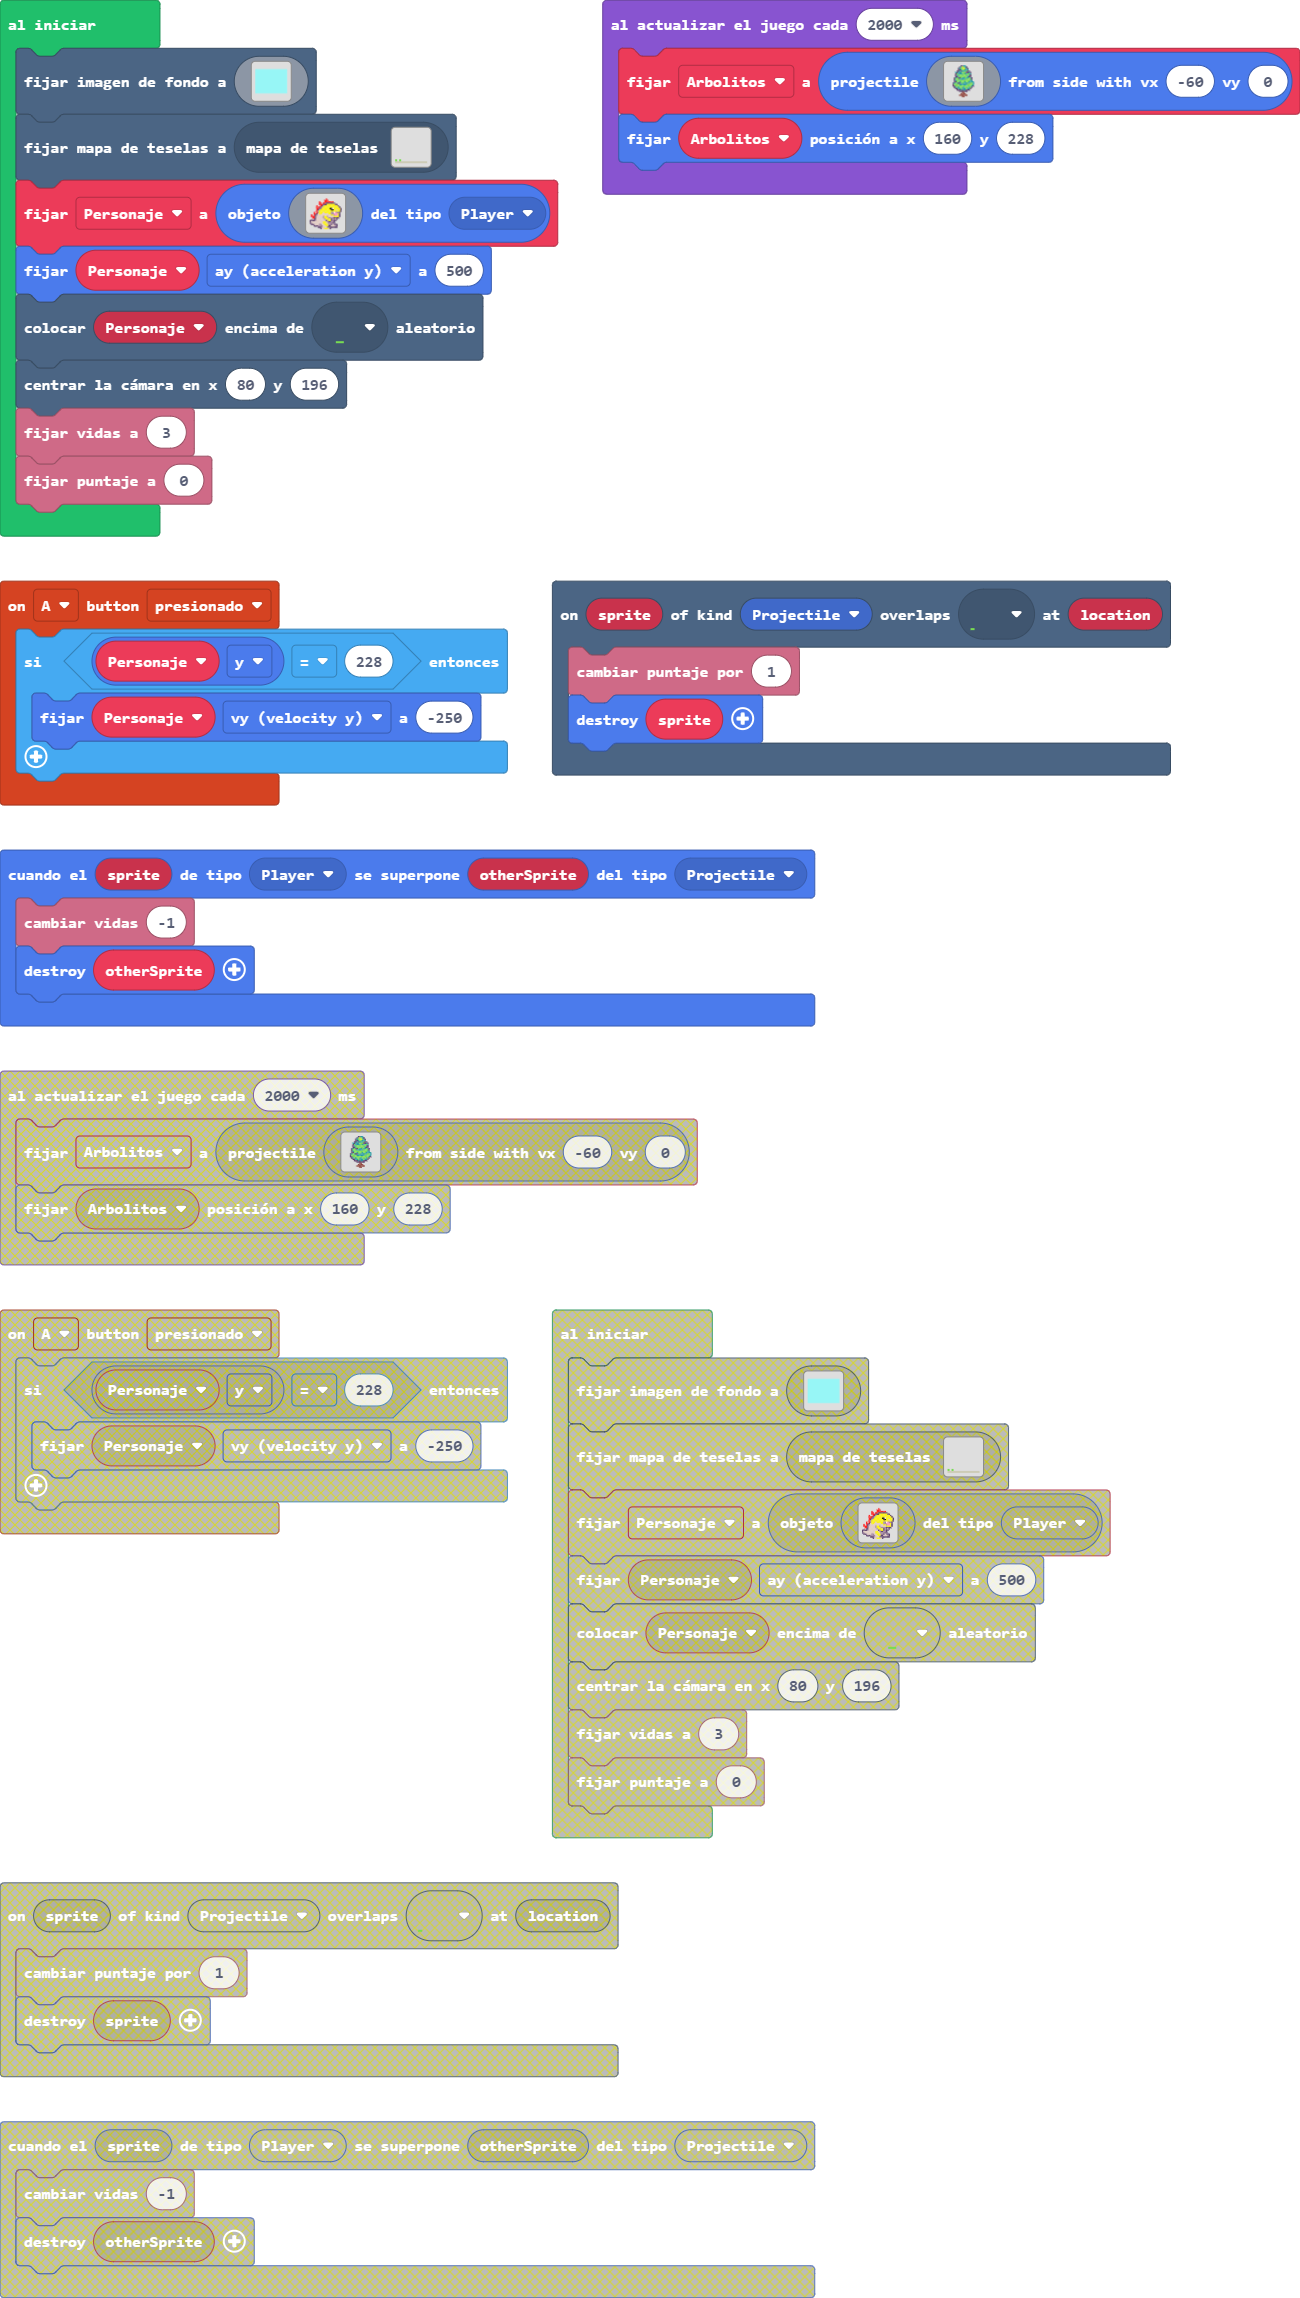 al iniciar
fijar imagen de fondo a
fijar mapa de teselas a mapa de teselas
fijar Personaje a objeto del tipo Player
fijar Personaje ay (acceleration y) a 500
colocar Personaje encima de aleatorio
centrar la cámara en x 80 y 196
fijar vidas a 3
fijar puntaje a 0
al actualizar el juego cada 2000 ms
fijar Arbolitos a projectile from side with vx -60 vy 0
fijar Arbolitos posición a x 160 y 228
on A button presionado
si Personaje y = 228 entonces
fijar Personaje vy (velocity y) a -250
on sprite of kind Projectile overlaps at location
cambiar puntaje por 1
destroy sprite
cuando el sprite de tipo Player se superpone otherSprite del tipo Projectile
cambiar vidas -1
destroy otherSprite
al actualizar el juego cada 2000 ms
fijar Arbolitos a projectile from side with vx -60 vy 0
fijar Arbolitos posición a x 160 y 228
on A button presionado
si Personaje y = 228 entonces
fijar Personaje vy (velocity y) a -250
al iniciar
fijar imagen de fondo a
fijar mapa de teselas a mapa de teselas
fijar Personaje a objeto del tipo Player
fijar Personaje ay (acceleration y) a 500
colocar Personaje encima de aleatorio
centrar la cámara en x 80 y 196
fijar vidas a 3
fijar puntaje a 0
on sprite of kind Projectile overlaps at location
cambiar puntaje por 1
destroy sprite
cuando el sprite de tipo Player se superpone otherSprite del tipo Projectile
cambiar vidas -1
destroy otherSprite